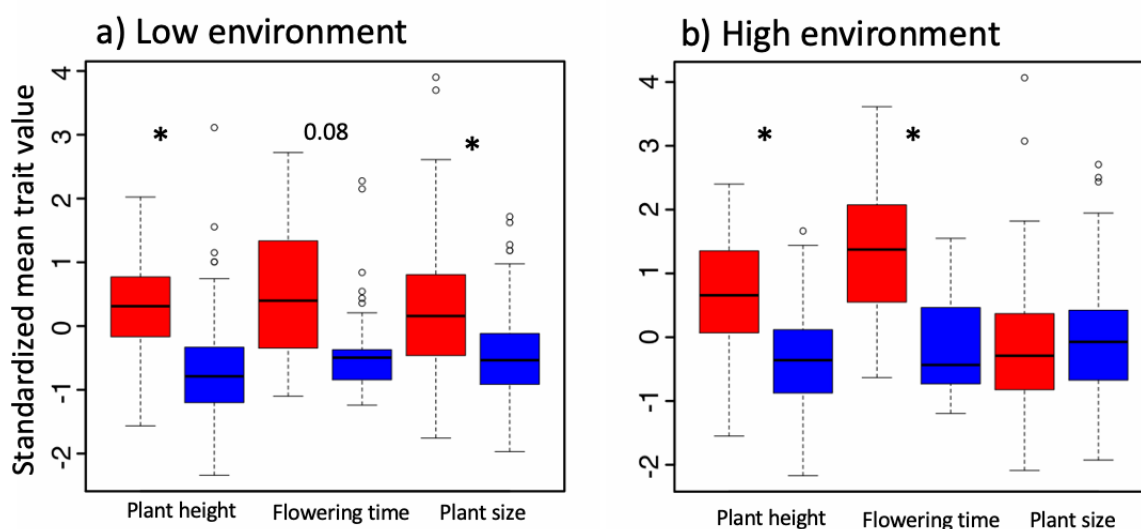 a) Low environment
b) High environment
Standardized mean trait value
4
3
2
1
0
-1
-2
*
0.08
*
Plant height
Flowering time
Plant size
4
3
2
1
0
-1
-2
*
*
Plant height
Flowering time
Plant size